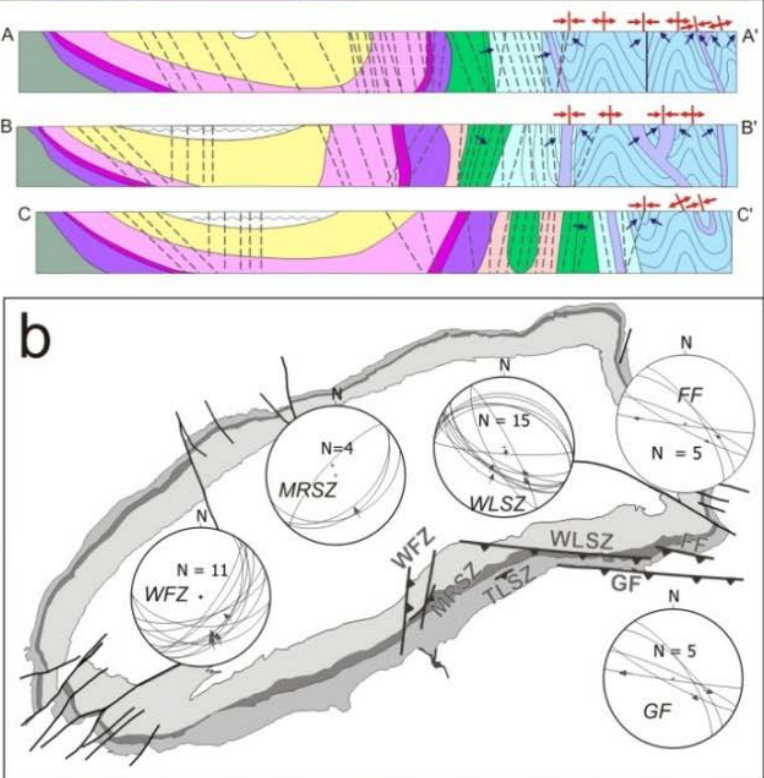 A A'
B B'
C C'
b
N
FF
N = 5
N
N = 15
WLSZ
N
N=4
MRSZ
N
N = 11
WFZ
WFZ
MRSZ
TLSZ
WLSZ
FF
GF
N
N = 5
GF